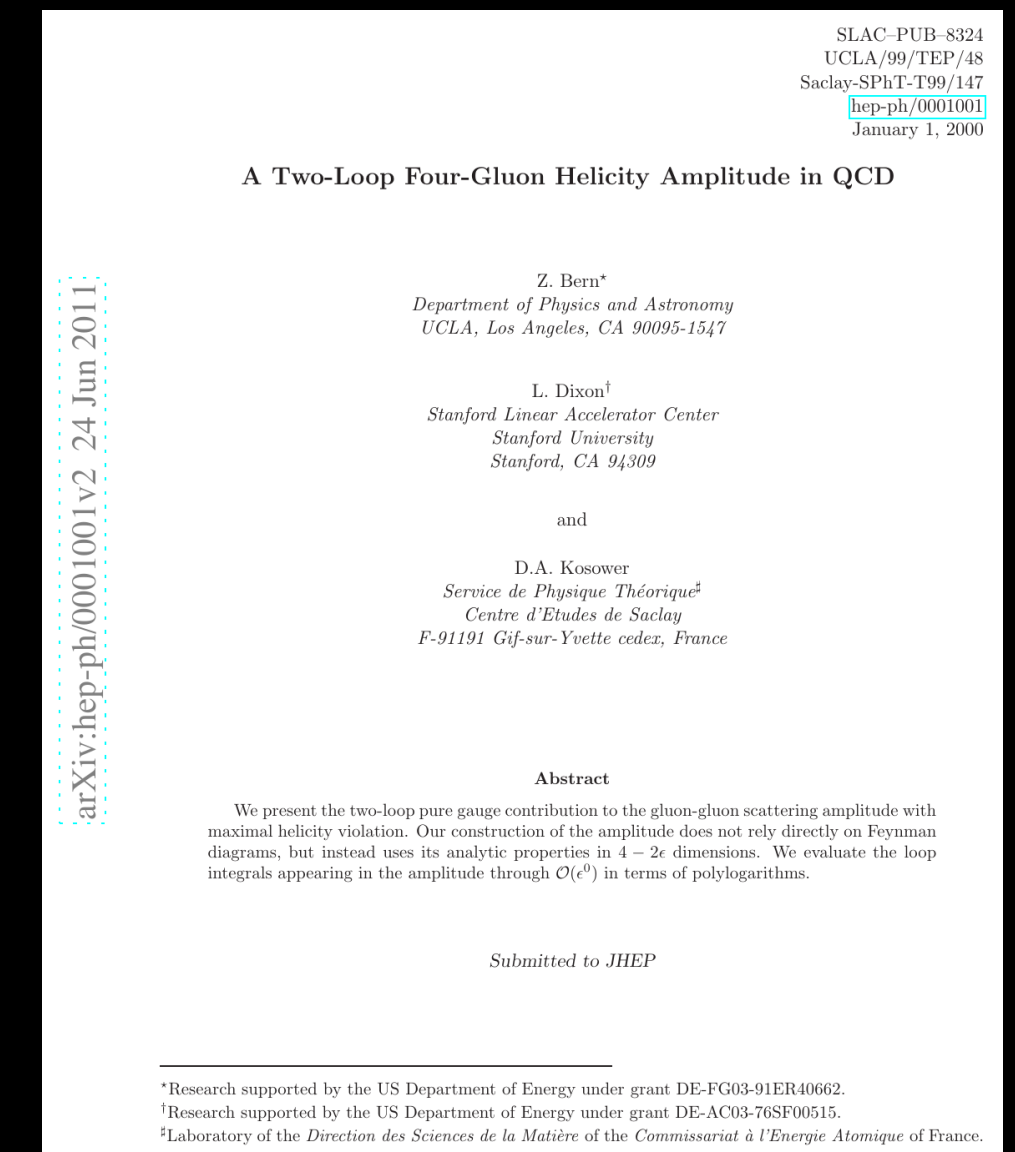 SLAC–PUB–8324
UCLA/99/TEP/48
Saclay-SPhT-T99/147
hep-ph/0001001
January 1, 2000
A Two-Loop Four-Gluon Helicity Amplitude in QCD
Z. Bern⋆
Department of Physics and Astronomy
UCLA, Los Angeles, CA 90095-1547
L. Dixon†
Stanford Linear Accelerator Center
Stanford University
Stanford, CA 94309
and
D.A. Kosower
Service de Physique Théorique♯
Centre d'Etudes de Saclay
F-91191 Gif-sur-Yvette cedex, France
arXiv:hep-ph/0001001v2 24 Jun 2011
Abstract
We present the two-loop pure gauge contribution to the gluon-gluon scattering amplitude with
maximal helicity violation. Our construction of the amplitude does not rely directly on Feynman
diagrams, but instead uses its analytic properties in 4 − 2ϵ dimensions. We evaluate the loop
integrals appearing in the amplitude through O(ϵ⁰) in terms of polylogarithms.
Submitted to JHEP
⋆Research supported by the US Department of Energy under grant DE-FG03-91ER40662.
†Research supported by the US Department of Energy under grant DE-AC03-76SF00515.
♯Laboratory of the Direction des Sciences de la Matière of the Commissariat à l'Energie Atomique of France.